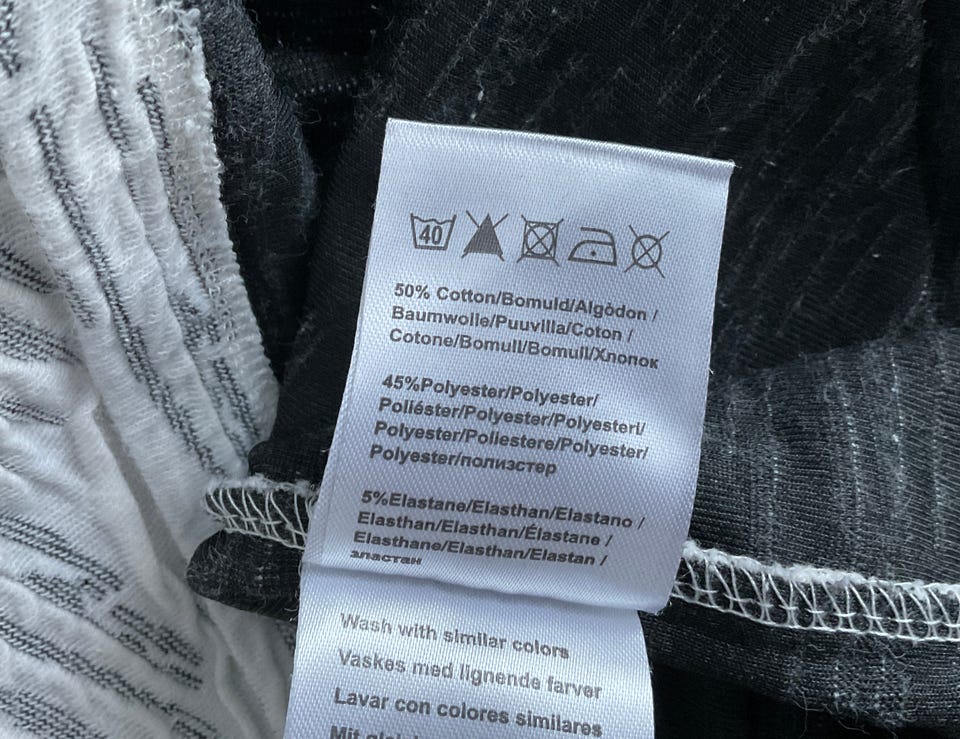 40
50% Cotton/Bomuld/Algòdon /
Baumwolle/Puuvilla/Coton /
Cotone/Bomull/Bomull/Хлопок
45%Polyester/Polyester/
Poliéster/Polyester/Polyesteri/
Polyester/Poliestere/Polyester/
Polyester/полиэстер
5%Elastane/Elasthan/Elastano /
Elasthan/Elasthan/Élastane /
Elasthane/Elasthan/Elastan /
эластан
Wash with similar colors
Vaskes med lignende farver
Lavar con colores similares
Mit